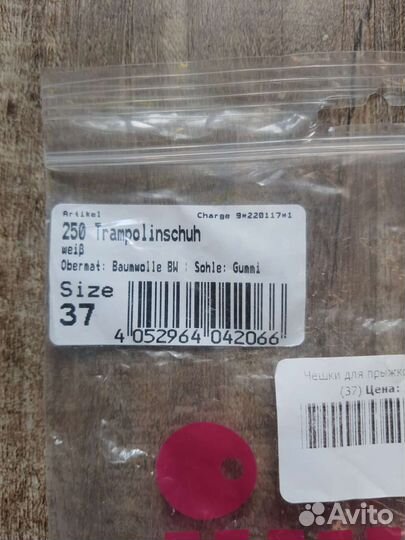 Artikel Charge 9*220117*1
250 Trampolinschuh
weiß
Obermat: Baumwolle BW : Sohle: Gummi
Size
37
4 052964 042066
Чешки для
(37) Цена:
Avito